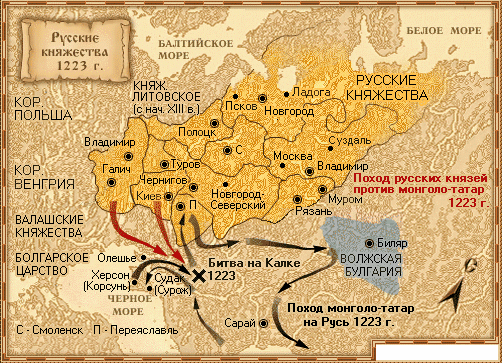 Русские
княжества
1223 г.
БАЛТИЙСКОЕ
МОРЕ
БЕЛОЕ МОРЕ
КНЯЖ.
ЛИТОВСКОЕ
(с нач. XIII в.)
Ладога
Псков
Новгород
РУССКИЕ
КНЯЖЕСТВА
КОР.
ПОЛЬША
Полоцк
С
Суздаль
Владимир
Москва
Владимир
КОР.
ВЕНГРИЯ
Галич
Туров
Чернигов
Киев
П
Новгород-
Северский
Муром
Рязань
Поход русских князей
против монголо-татар
1223 г.
ВАЛАШСКИЕ
КНЯЖЕСТВА
БОЛГАРСКОЕ
ЦАРСТВО
Олешье
Херсон
(Корсунь)
Судак
(Сурож)
Битва на Калке
1223
Биляр
ВОЛЖСКАЯ
БУЛГАРИЯ
ЧЕРНОЕ
МОРЕ
Сарай
Поход монголо-татар
на Русь 1223 г.
С - Смоленск П - Переяславль